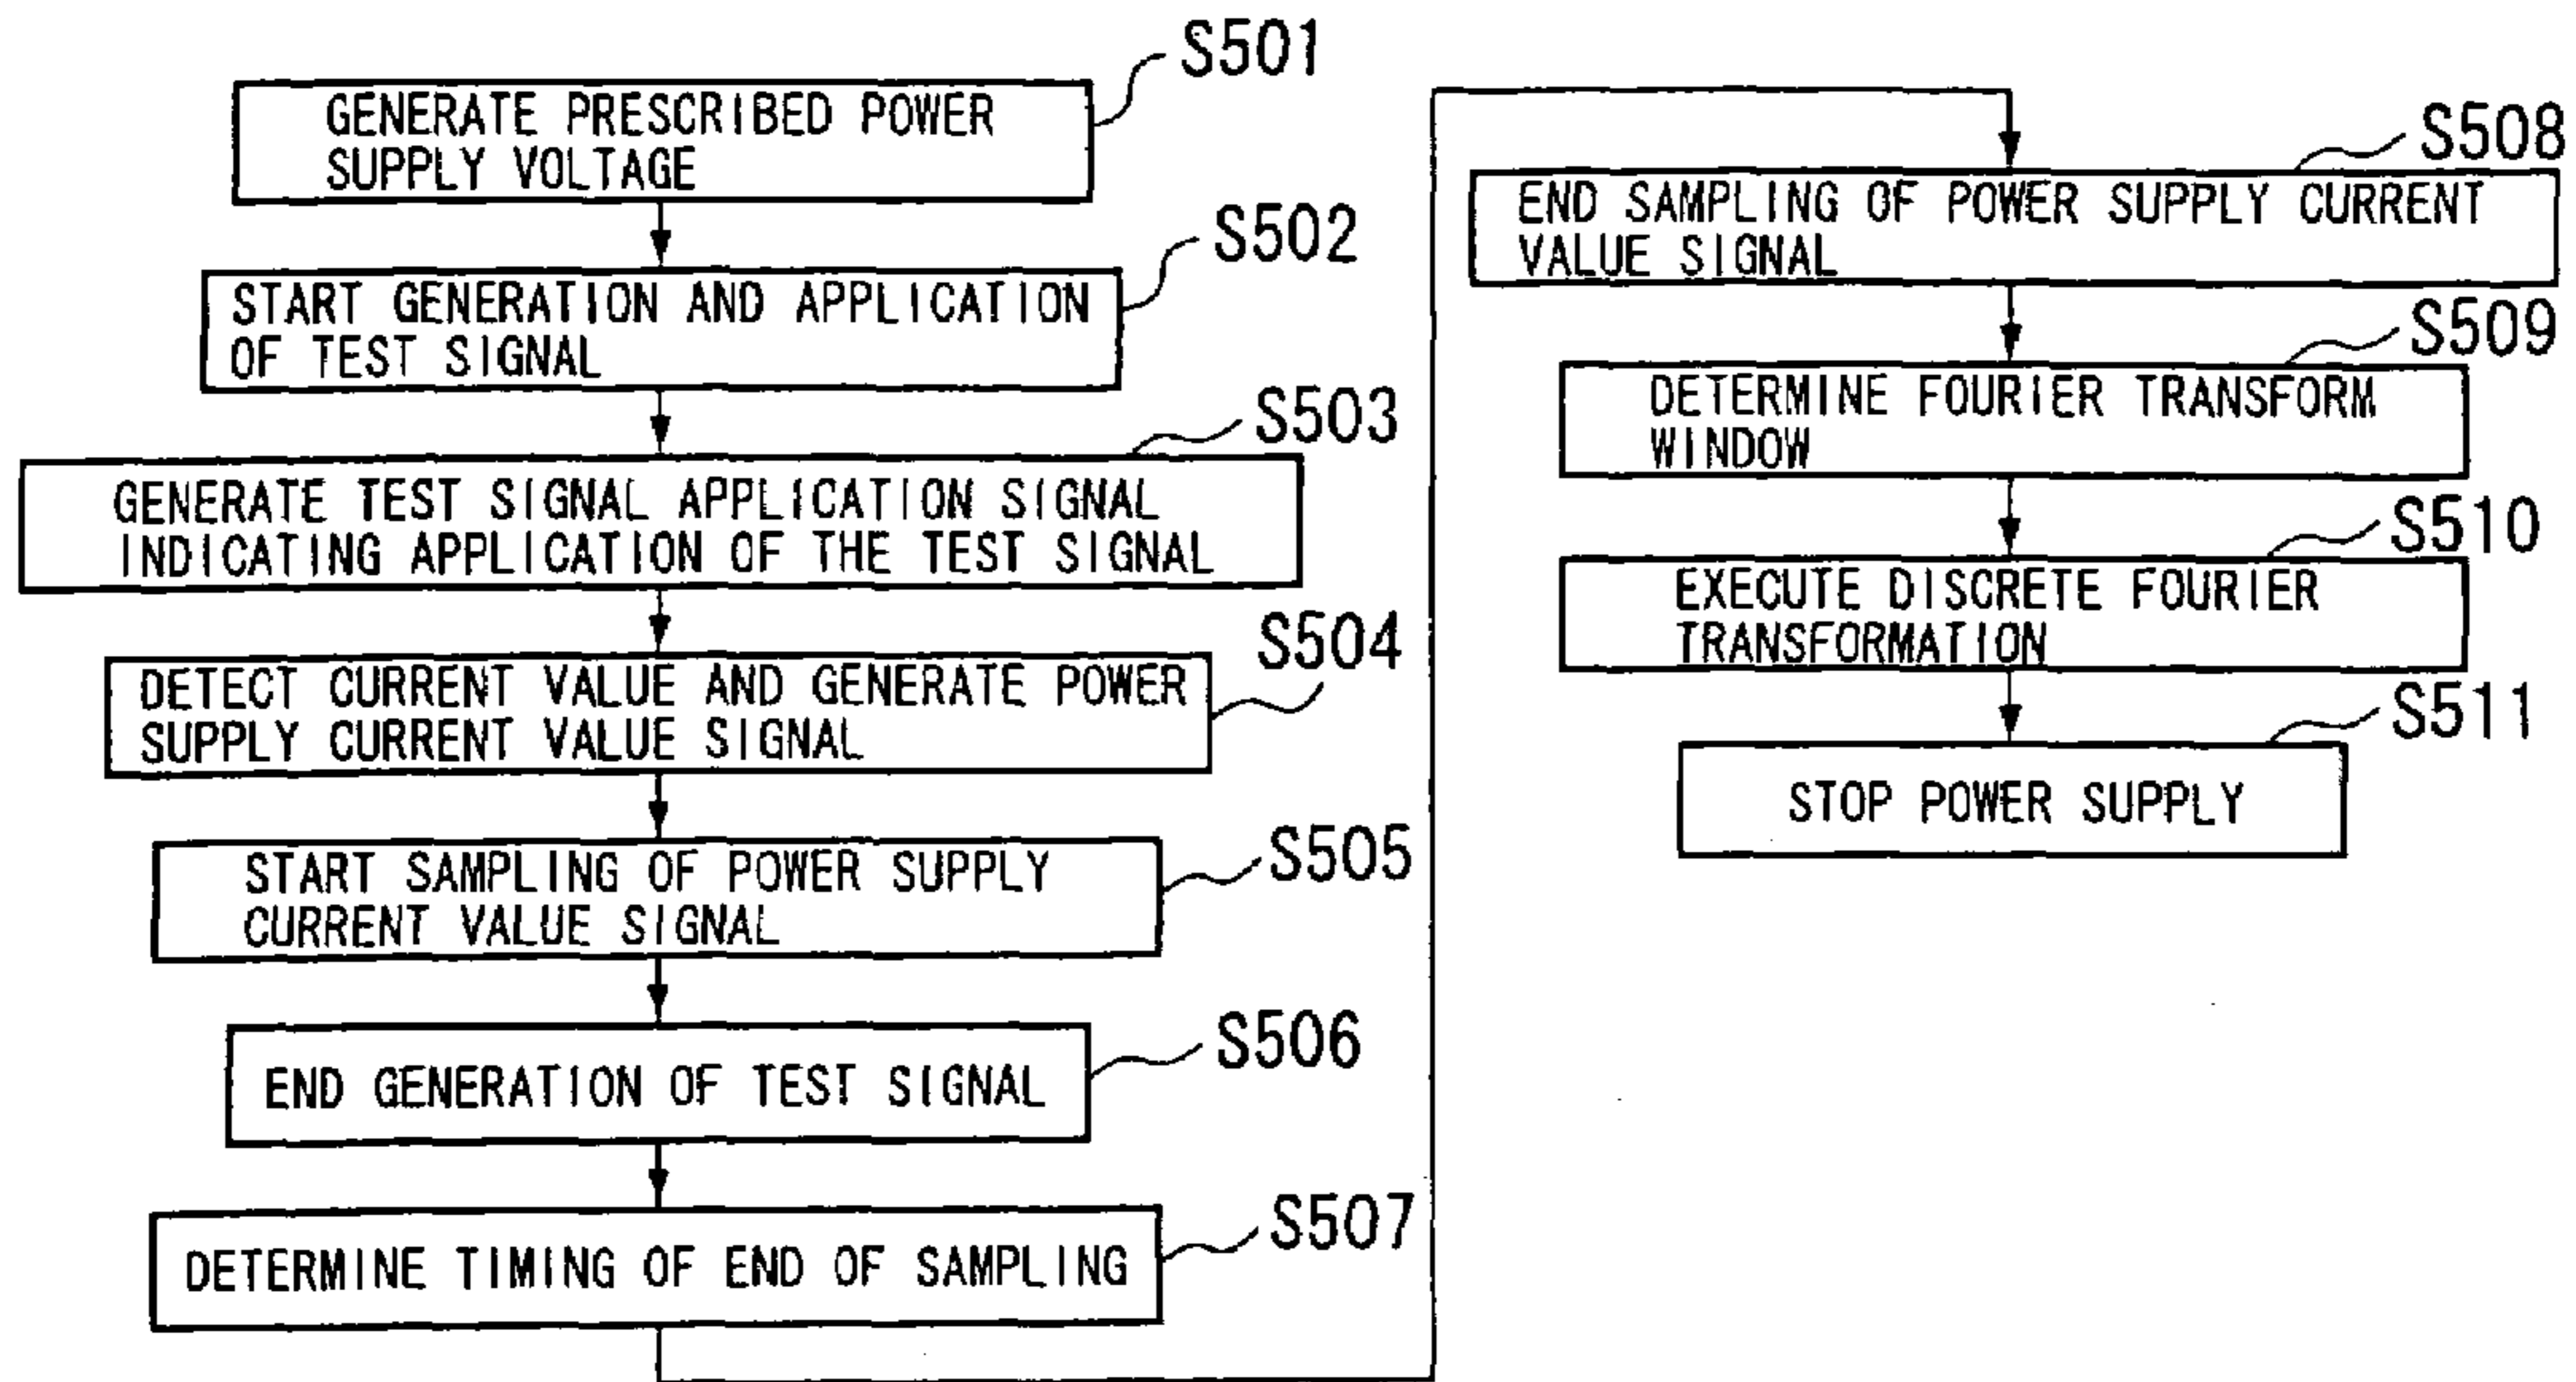 S501
GENERATE PRESCRIBED POWER
SUPPLY VOLTAGE
S502
START GENERATION AND APPLICATION
OF TEST SIGNAL
S503
GENERATE TEST SIGNAL APPLICATION SIGNAL
INDICATING APPLICATION OF THE TEST SIGNAL
S504
DETECT CURRENT VALUE AND GENERATE POWER
SUPPLY CURRENT VALUE SIGNAL
S505
START SAMPLING OF POWER SUPPLY
CURRENT VALUE SIGNAL
S506
END GENERATION OF TEST SIGNAL
S507
DETERMINE TIMING OF END OF SAMPLING
S508
END SAMPLING OF POWER SUPPLY CURRENT
VALUE SIGNAL
S509
DETERMINE FOURIER TRANSFORM
WINDOW
S510
EXECUTE DISCRETE FOURIER
TRANSFORMATION
S511
STOP POWER SUPPLY